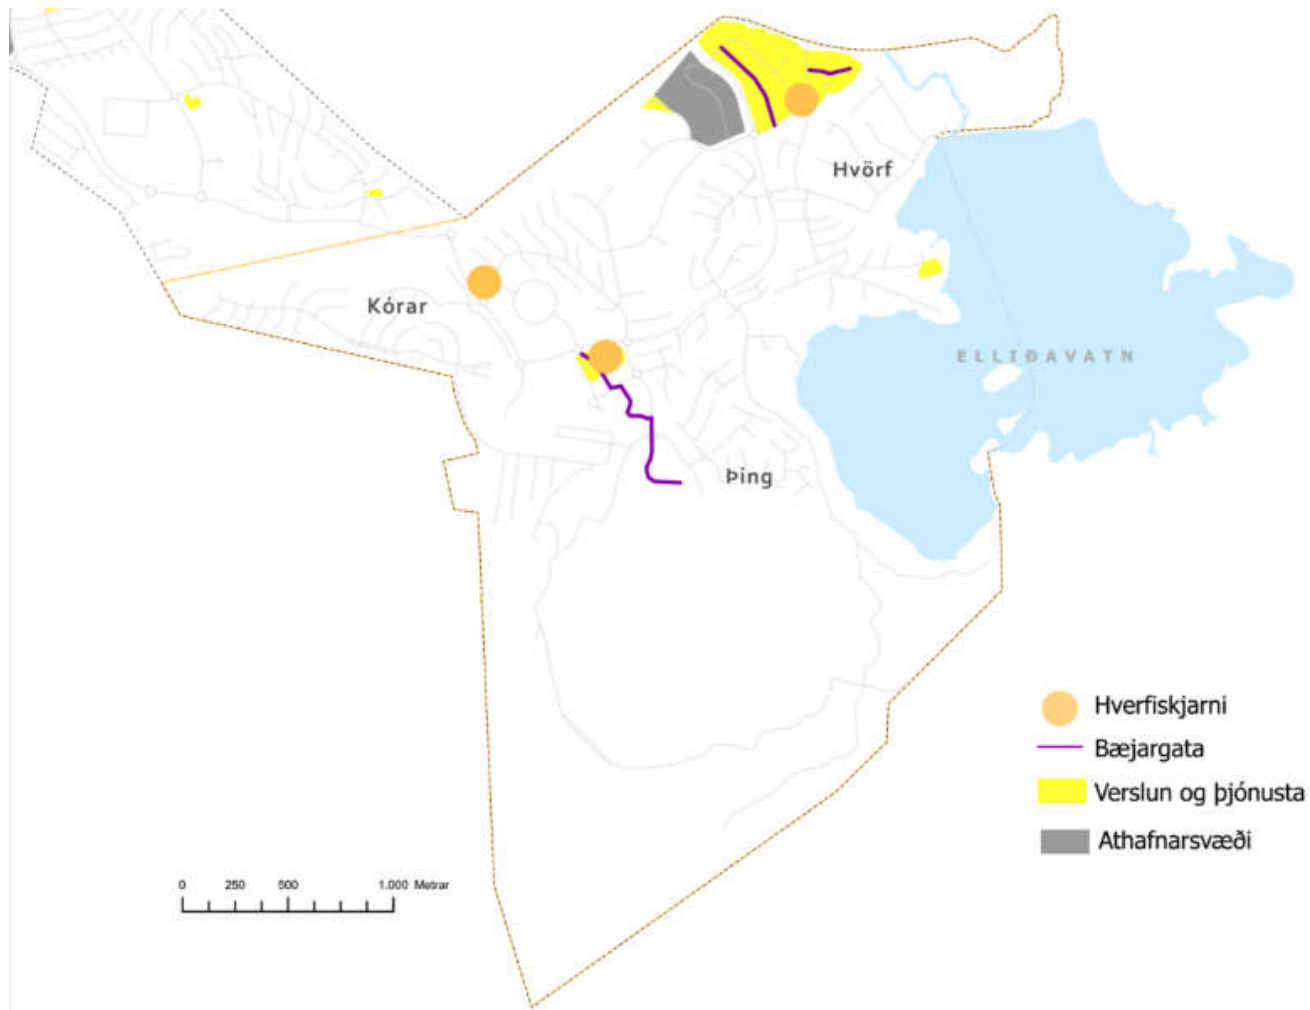 Hvörf
Kórar
ELLIÐAVATN
Þing
Hverfiskjarni
Bæjargata
Verslun og þjónusta
Athafnarsvæði
0 250 500 1.000 Metrar